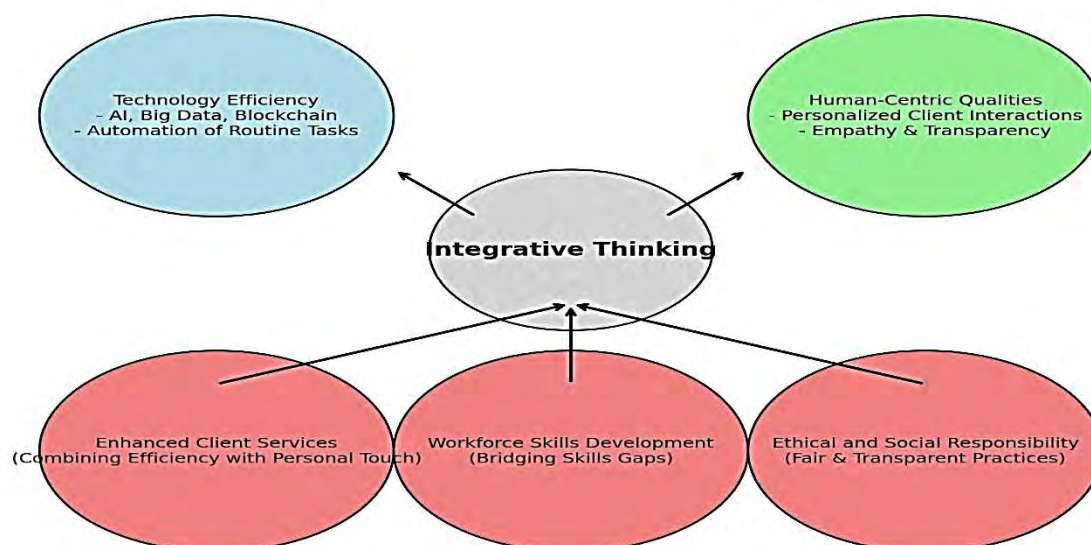 Technology Efficiency
- AI, Big Data, Blockchain
- Automation of Routine Tasks
Human-Centric Qualities
- Personalized Client Interactions
- Empathy & Transparency
Integrative Thinking
Enhanced Client Services
(Combining Efficiency with Personal Touch)
Workforce Skills Development
(Bridging Skills Gaps)
Ethical and Social Responsibility
(Fair & Transparent Practices)